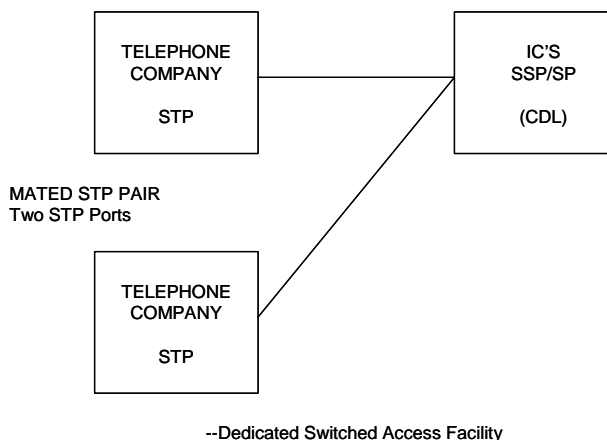 TELEPHONE
COMPANY
STP
IC'S
SSP/SP
(CDL)
MATED STP PAIR
Two STP Ports
TELEPHONE
COMPANY
STP
--Dedicated Switched Access Facility